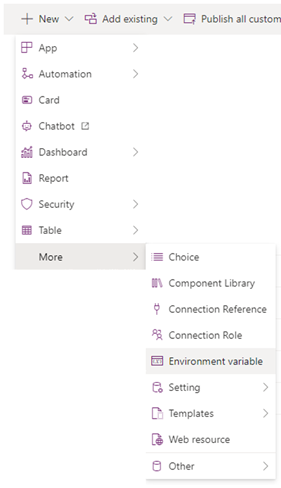 New Add existing Publish all custom
App
Automation
Card
Chatbot
Dashboard
Report
Security
Table
More
Choice
Component Library
Connection Reference
Connection Role
Environment variable
Setting
Templates
Web resource
Other